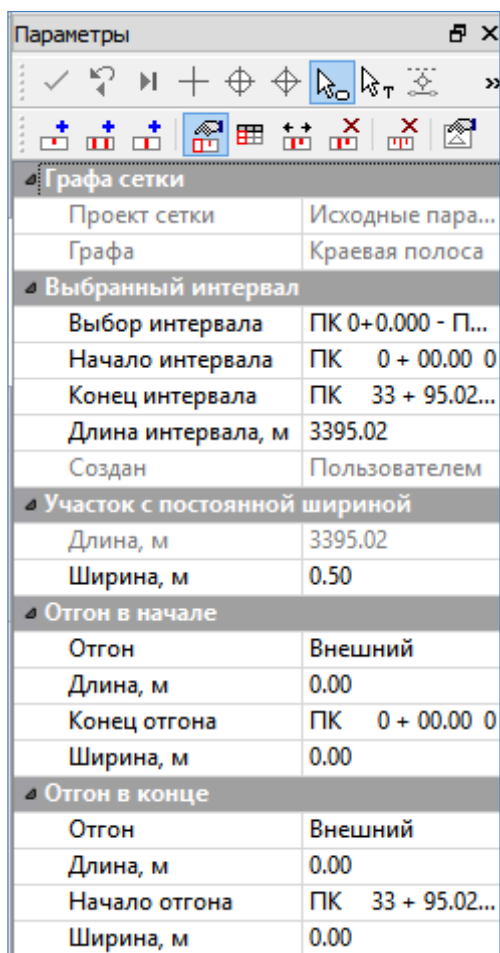 Параметры
Графа сетки
Проект сетки Исходные пара...
Графа Краевая полоса
Выбранный интервал
Выбор интервала ПК 0+0.000 - П...
Начало интервала ПК 0 + 00.00 0
Конец интервала ПК 33 + 95.02...
Длина интервала, м 3395.02
Создан Пользователем
Участок с постоянной шириной
Длина, м 3395.02
Ширина, м 0.50
Отгон в начале
Отгон Внешний
Длина, м 0.00
Конец отгона ПК 0 + 00.00 0
Ширина, м 0.00
Отгон в конце
Отгон Внешний
Длина, м 0.00
Начало отгона ПК 33 + 95.02...
Ширина, м 0.00